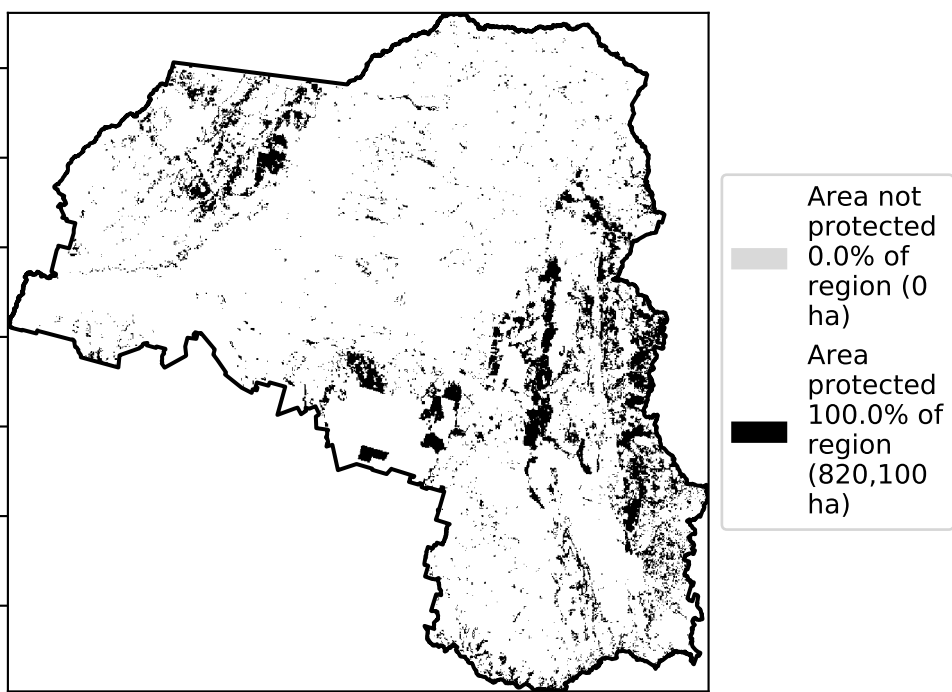 Area not
protected
0.0% of
region (0
ha)
Area
protected
100.0% of
region
(820,100
ha)